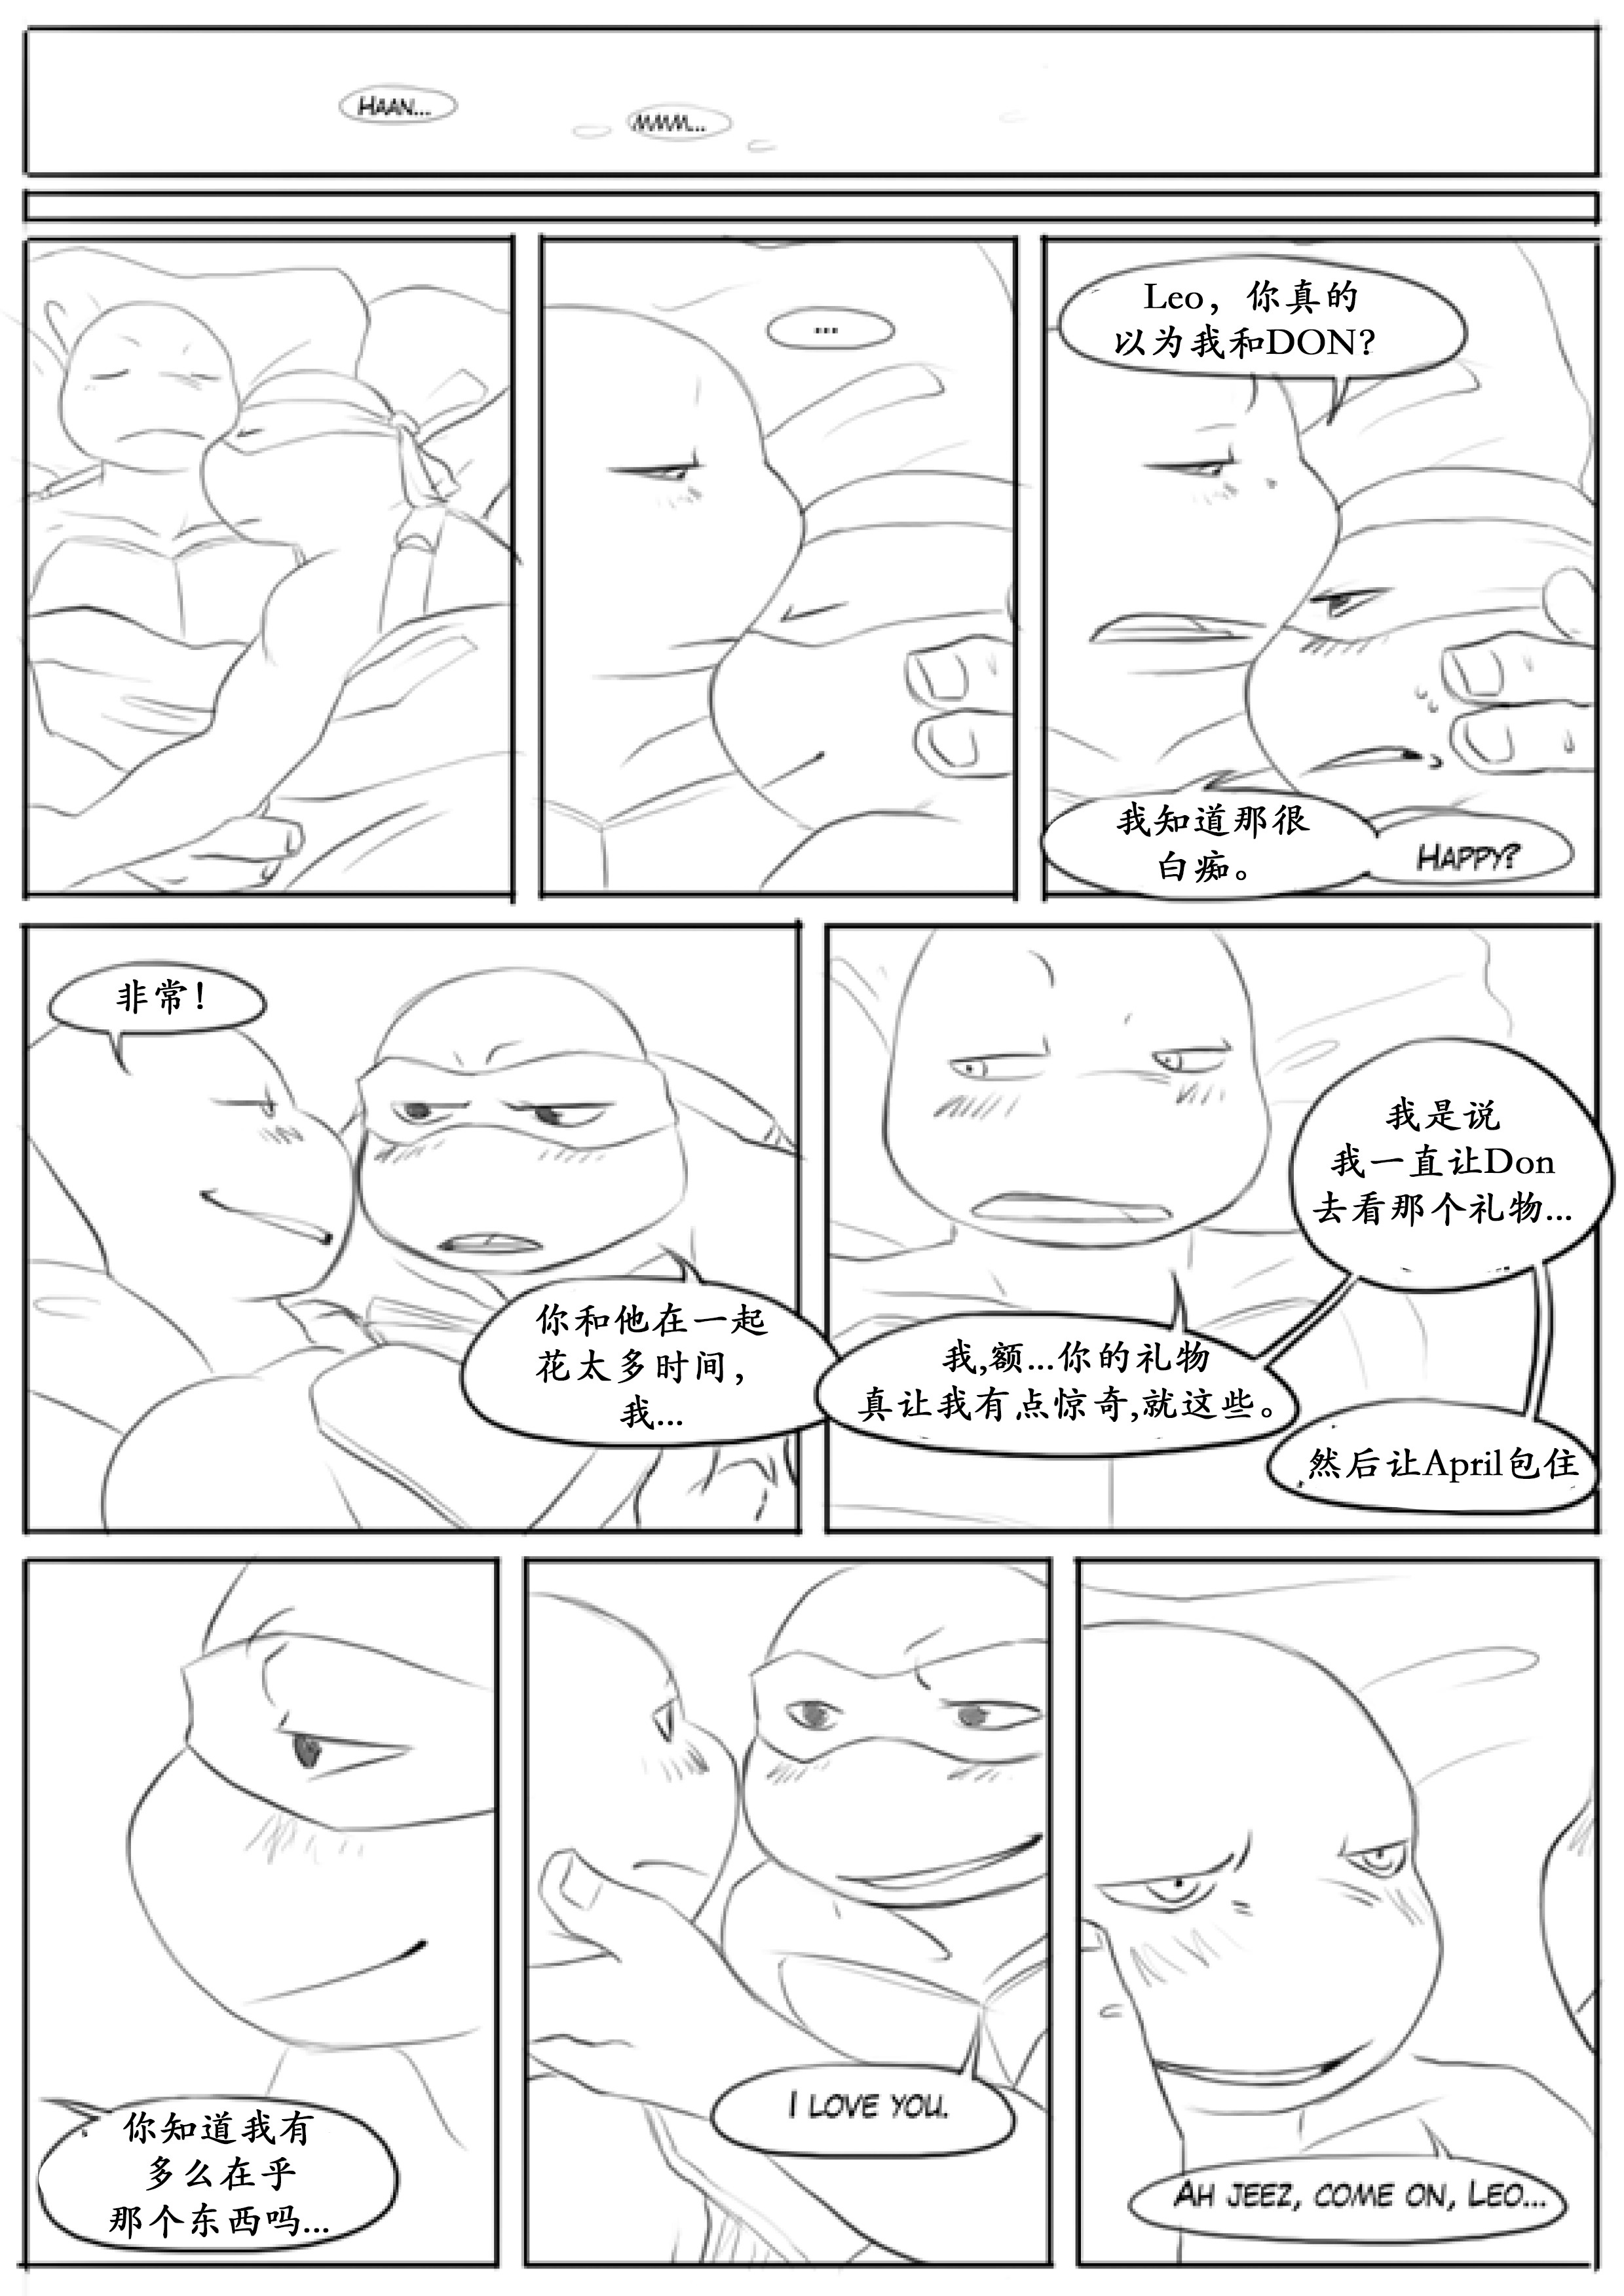 HAAN...
MMM...
...
Leo，你真的
以为我和DON？
我知道那很
白痴。
HAPPY?
非常！
你和他在一起
花太多时间，
我...
我是说
我一直让Don
去看那个礼物...
我,额...你的礼物
真让我有点惊奇,就这些。
然后让April包住
你知道我有
多么在乎
那个东西吗...
I LOVE YOU.
AH JEEZ, COME ON, LEO...